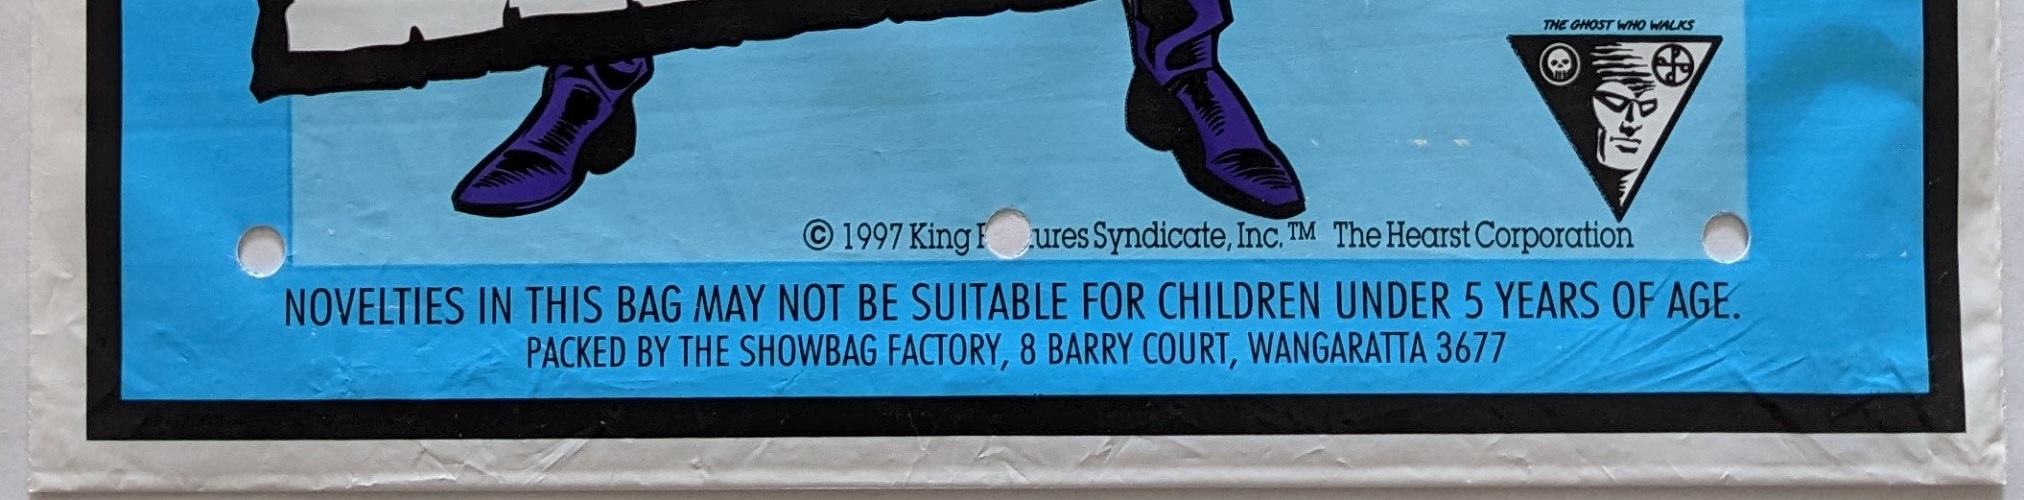 THE GHOST WHO WALKS
© 1997 King F ures Syndicate, Inc.™ The Hearst Corporation
NOVELTIES IN THIS BAG MAY NOT BE SUITABLE FOR CHILDREN UNDER 5 YEARS OF AGE.
PACKED BY THE SHOWBAG FACTORY, 8 BARRY COURT, WANGARATTA 3677